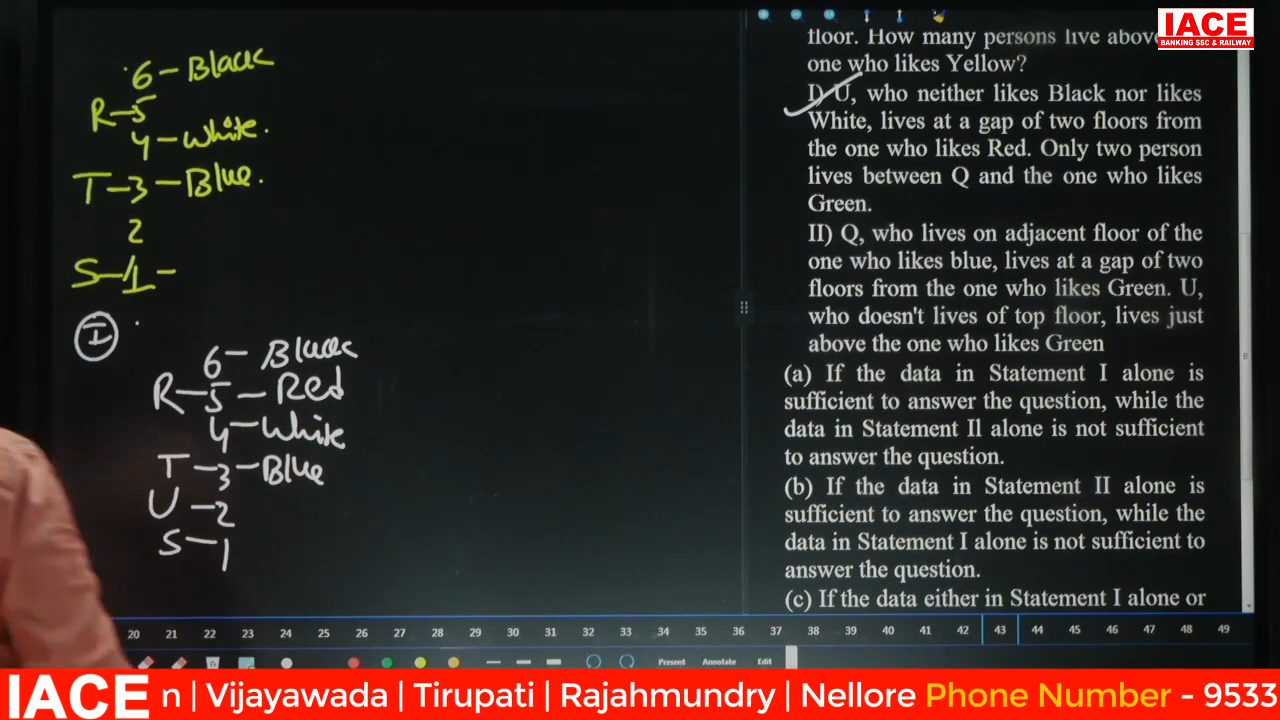 6 - Black
R - 5
4 - White.
T - 3 - Blue.
2
S - 1 -
I
6 - Black
R - 5 - Red
4 - White
T - 3 - Blue
U - 2
S - 1
floor. How many persons live above
one who likes Yellow?
I) U, who neither likes Black nor likes
White, lives at a gap of two floors from
the one who likes Red. Only two person
lives between Q and the one who likes
Green.
II) Q, who lives on adjacent floor of the
one who likes blue, lives at a gap of two
floors from the one who likes Green. U,
who doesn't lives of top floor, lives just
above the one who likes Green
(a) If the data in Statement I alone is
sufficient to answer the question, while the
data in Statement Il alone is not sufficient
to answer the question.
(b) If the data in Statement II alone is
sufficient to answer the question, while the
data in Statement I alone is not sufficient to
answer the question.
(c) If the data either in Statement I alone or
IACE
BANKING SSC & RAILWAY
20 21 22 23 24 25 26 27 28 29 30 31 32 33 34 35 36 37 38 39 40 41 42 43 44 45 46 47 48 49
Present Annotate Edit
IACE n | Vijayawada | Tirupati | Rajahmundry | Nellore Phone Number - 9533